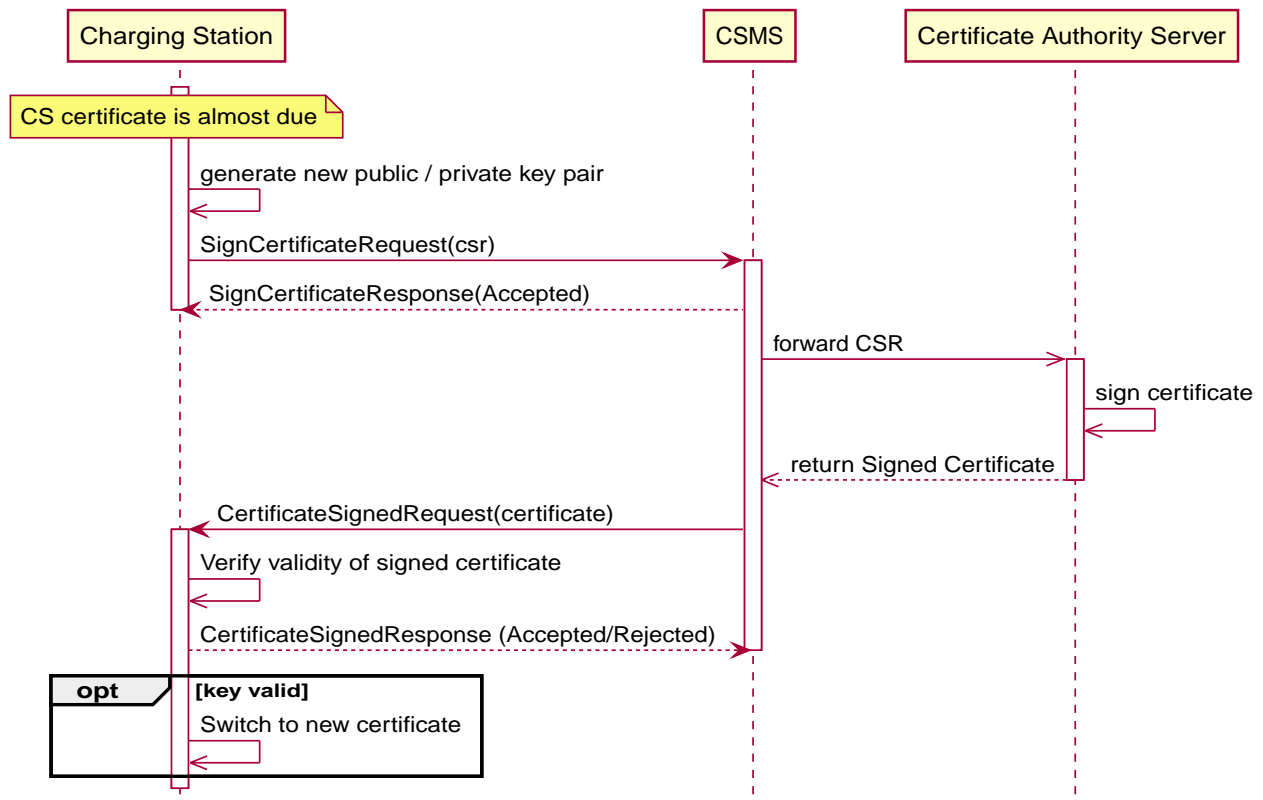 Charging Station
CSMS
Certificate Authority Server
CS certificate is almost due
generate new public / private key pair
SignCertificateRequest(csr)
SignCertificateResponse(Accepted)
forward CSR
sign certificate
return Signed Certificate
CertificateSignedRequest(certificate)
Verify validity of signed certificate
CertificateSignedResponse (Accepted/Rejected)
opt
[key valid]
Switch to new certificate